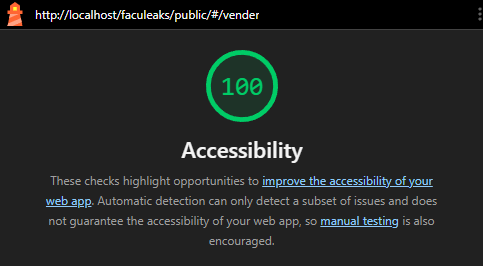 http://localhost/faculeaks/public/#/vender
100
Accessibility
These checks highlight opportunities to improve the accessibility of your
web app. Automatic detection can only detect a subset of issues and does
not guarantee the accessibility of your web app, so manual testing is also
encouraged.